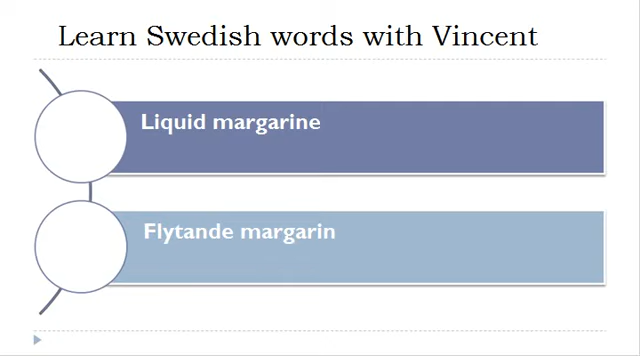 Learn Swedish words with Vincent
Liquid margarine
Flytande margarin